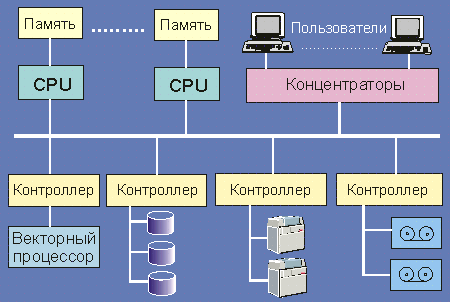 Память
Память
Пользователи
CPU
CPU
Концентраторы
Контроллер
Контроллер
Контроллер
Контроллер
Векторный
процессор